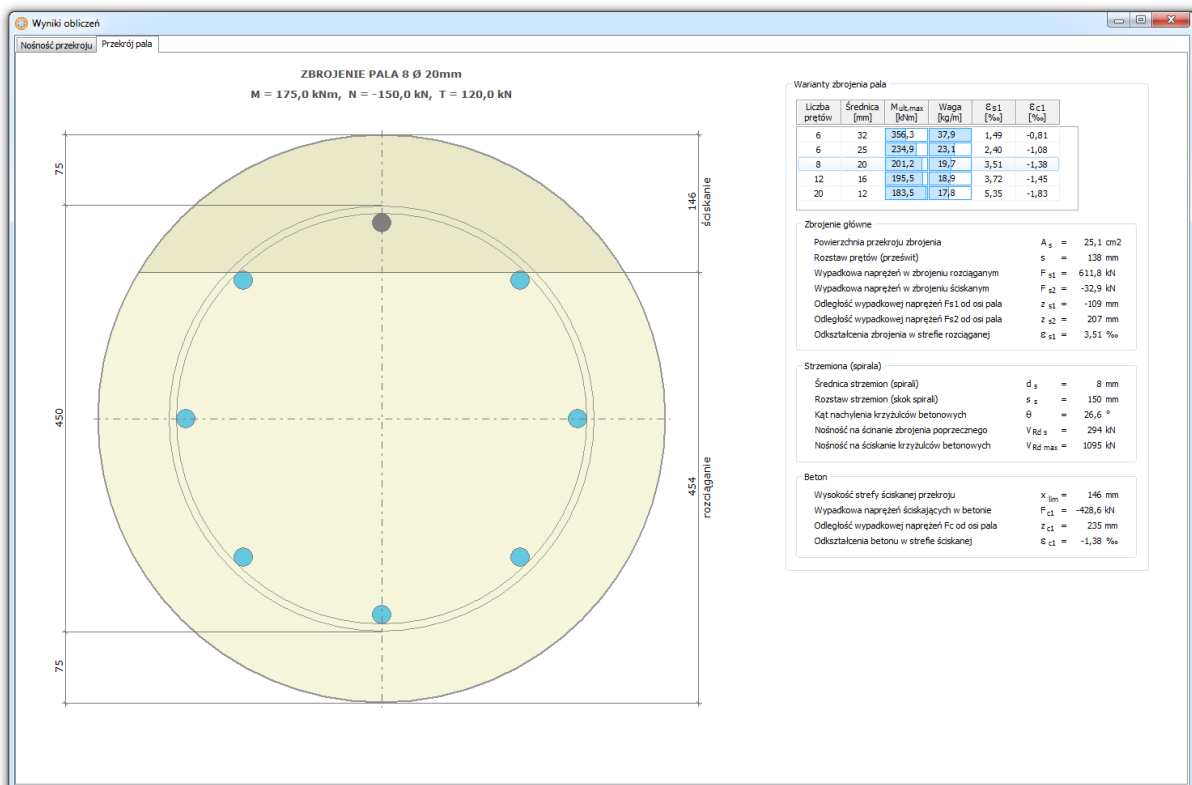 Wyniki obliczeń
Nośność przekroju Przekrój pala
ZBROJENIE PALA 8 Ø 20mm
M = 175,0 kNm, N = -150,0 kN, T = 120,0 kN
75
450
75
146
ściskanie
454
rozciąganie
Warianty zbrojenia pala
Liczba prętów Średnica [mm] M ult,max [kNm] Waga [kg/m] ε s1 [‰] ε c1 [‰]
6 32 356,3 37,9 1,49 -0,81
6 25 234,9 23,1 2,40 -1,08
8 20 201,2 19,7 3,51 -1,38
12 16 195,5 18,9 3,72 -1,45
20 12 183,5 17,8 5,35 -1,83
Zbrojenie główne
Powierzchnia przekroju zbrojenia A s = 25,1 cm2
Rozstaw prętów (prześwit) s = 138 mm
Wypadkowa naprężeń w zbrojeniu rozciąganym F s1 = 611,8 kN
Wypadkowa naprężeń w zbrojeniu ściskanym F s2 = -32,9 kN
Odległość wypadkowej naprężeń Fs1 od osi pala z s1 = -109 mm
Odległość wypadkowej naprężeń Fs2 od osi pala z s2 = 207 mm
Odkształcenia zbrojenia w strefie rozciąganej ε s1 = 3,51 ‰
Strzemiona (spirala)
Średnica strzemion (spirali) d s = 8 mm
Rozstaw strzemion (skok spirali) s s = 150 mm
Kąt nachylenia krzyżulców betonowych θ = 26,6 °
Nośność na ścinanie zbrojenia poprzecznego V Rd s = 294 kN
Nośność na ściskanie krzyżulców betonowych V Rd max = 1095 kN
Beton
Wysokość strefy ściskanej przekroju x lim = 146 mm
Wypadkowa naprężeń ściskających w betonie F c1 = -428,6 kN
Odległość wypadkowej naprężeń Fc od osi pala z c1 = 235 mm
Odkształcenia betonu w strefie ściskanej ε c1 = -1,38 ‰